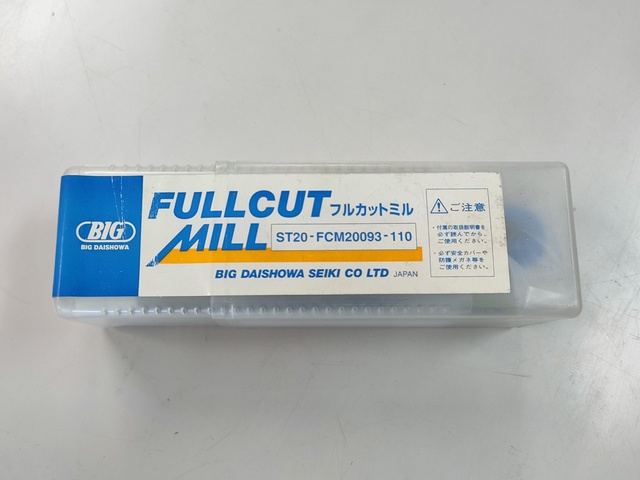 BIG
BIG DAISHOWA
FULLCUT フルカットミル
MILL ST20-FCM20093-110
BIG DAISHOWA SEIKI CO LTD JAPAN
ご注意
・付属の取扱説明書を
必ず読んでから、
ご使用ください。
・必ず安全カバーや
防護メガネ等を
ご使用ください。